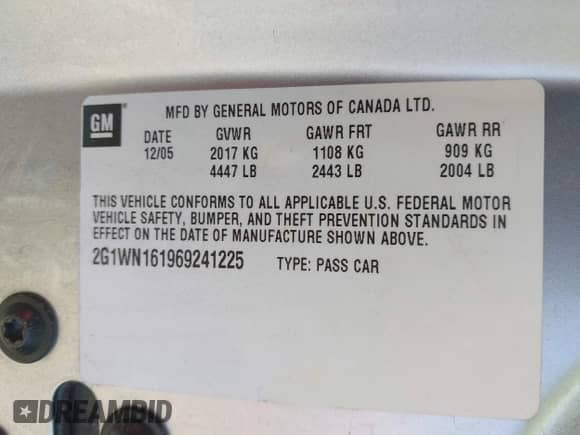 MFD BY GENERAL MOTORS OF CANADA LTD.
GM
DATE GVWR GAWR FRT GAWR RR
12/05 2017 KG 1108 KG 909 KG
4447 LB 2443 LB 2004 LB
THIS VEHICLE CONFORMS TO ALL APPLICABLE U.S. FEDERAL MOTOR
VEHICLE SAFETY, BUMPER, AND THEFT PREVENTION STANDARDS IN
EFFECT ON THE DATE OF MANUFACTURE SHOWN ABOVE.
2G1WN161969241225 TYPE: PASS CAR
DREAMBID